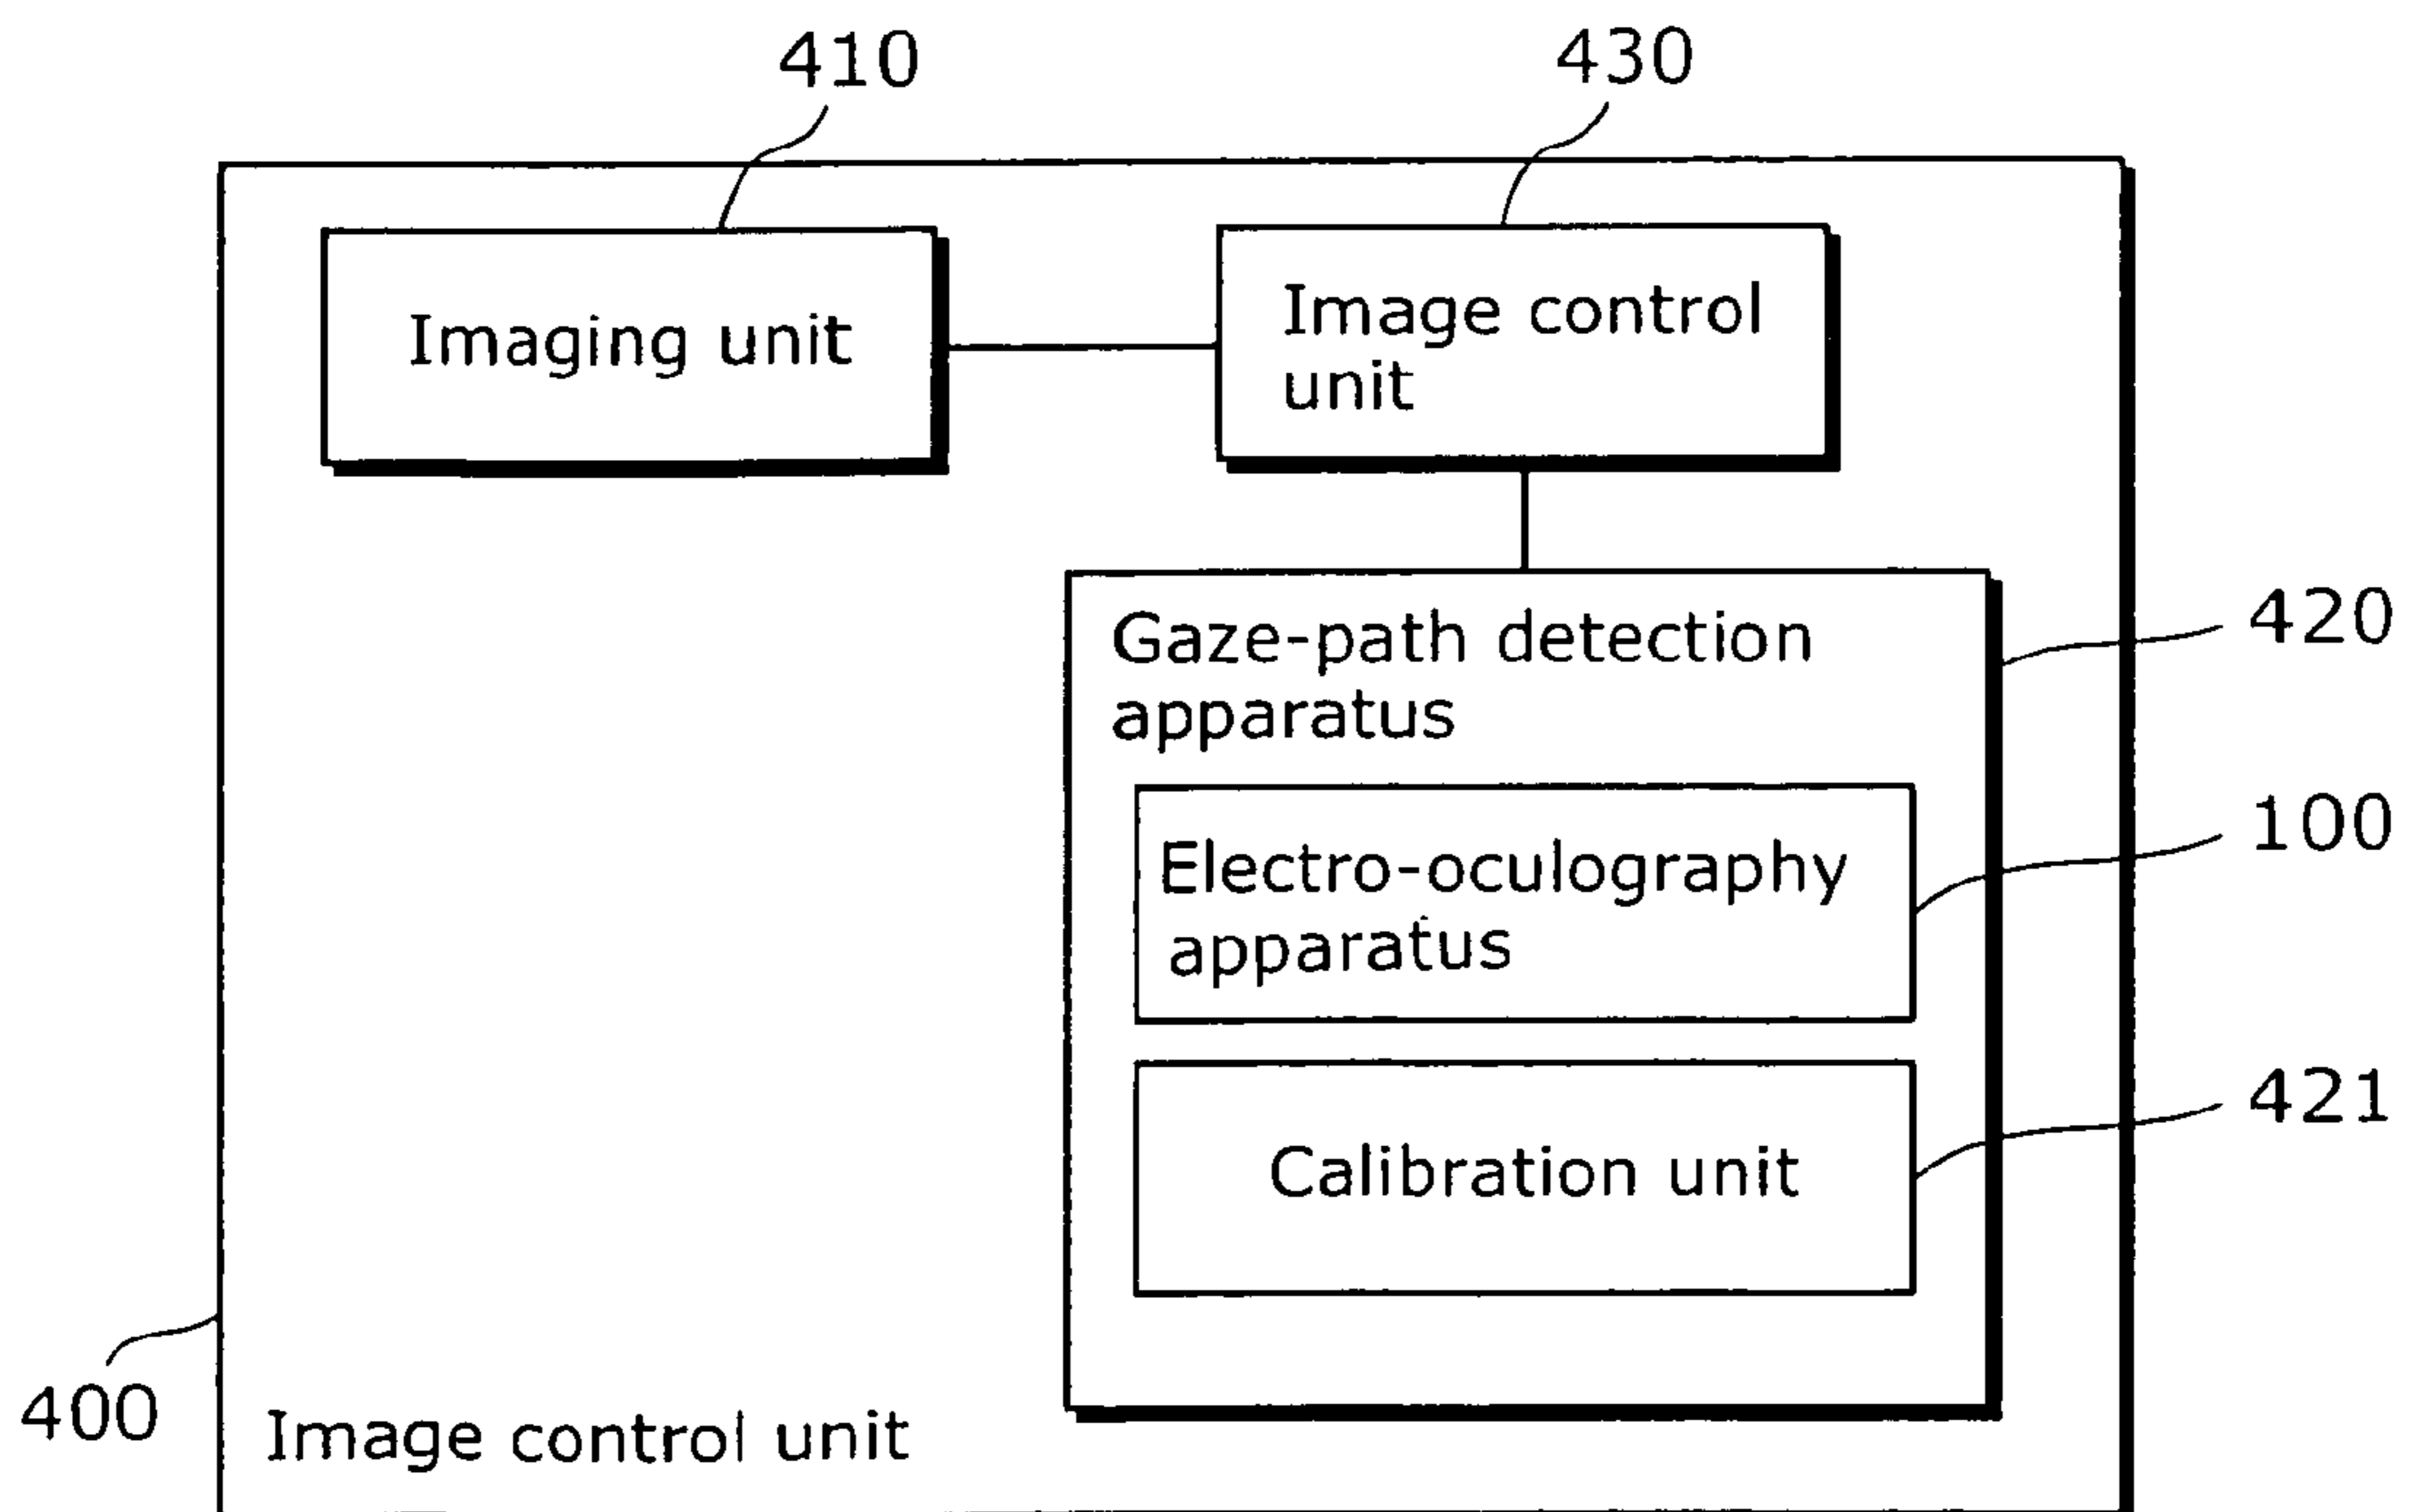 410
430
Imaging unit
Image control
unit
420
Gaze-path detection
apparatus
100
Electro-oculography
apparatus
421
Calibration unit
400
Image control unit